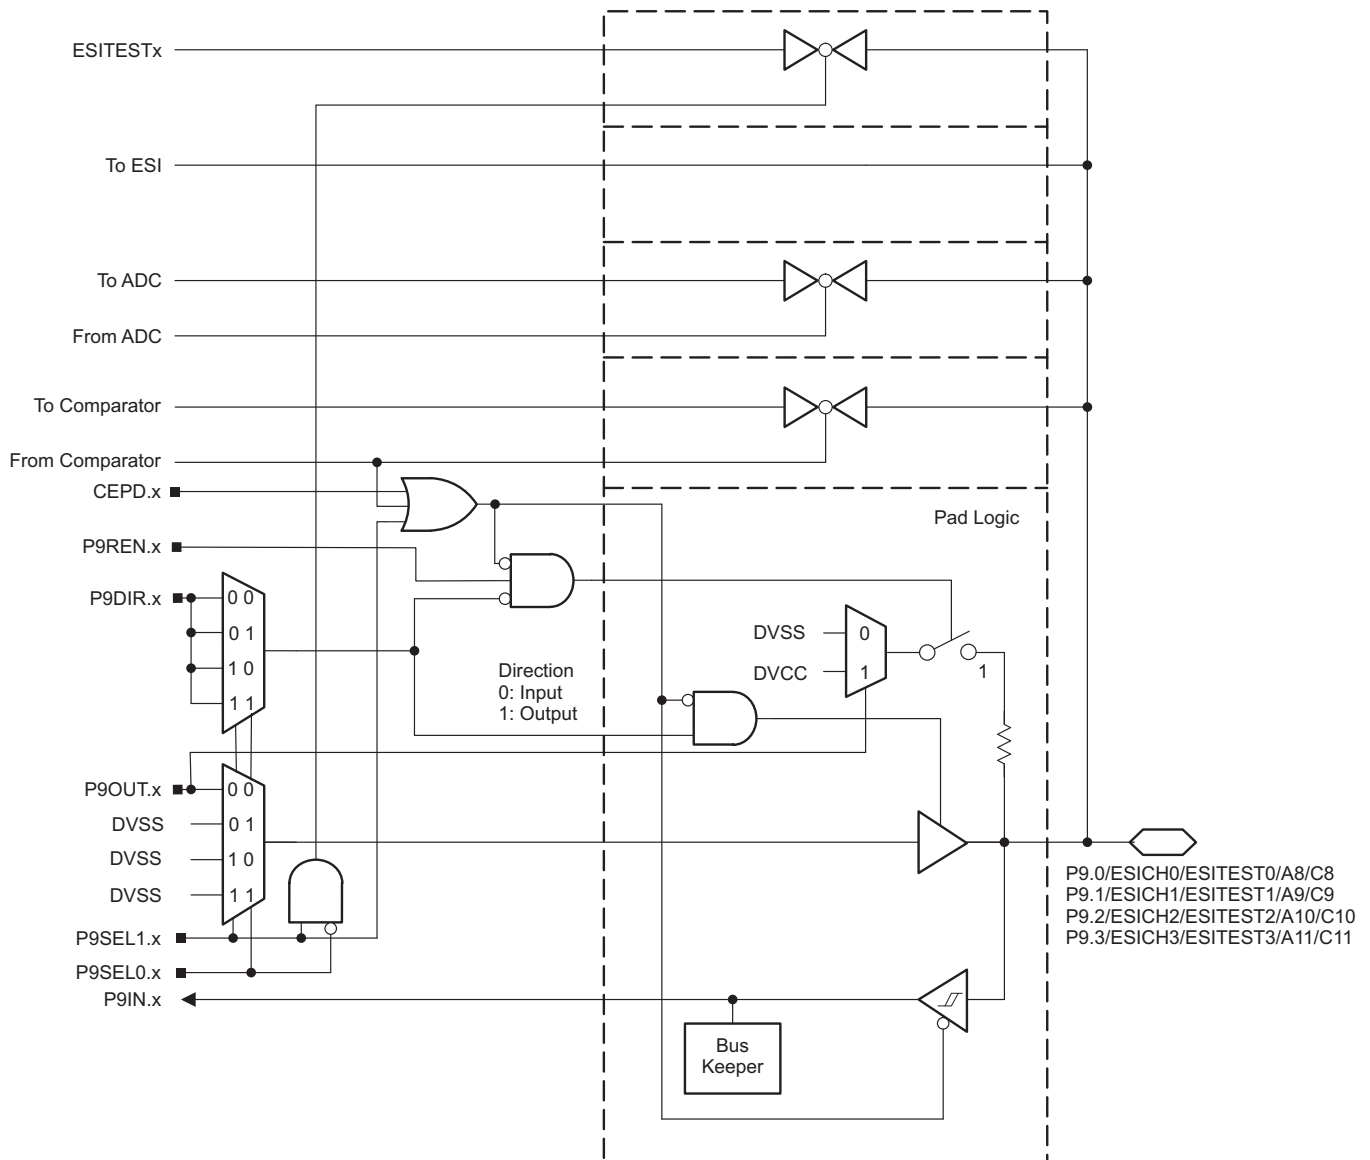 ESITESTx
To ESI
To ADC
From ADC
To Comparator
From Comparator
CEPD.x
Pad Logic
P9REN.x
P9DIR.x
0 0
0 1
1 0
1 1
DVSS
0
DVCC
1
1
Direction
0: Input
1: Output
P9OUT.x
0 0
DVSS
0 1
DVSS
1 0
DVSS
1 1
P9.0/ESICH0/ESITEST0/A8/C8
P9.1/ESICH1/ESITEST1/A9/C9
P9.2/ESICH2/ESITEST2/A10/C10
P9.3/ESICH3/ESITEST3/A11/C11
P9SEL1.x
P9SEL0.x
P9IN.x
Bus
Keeper